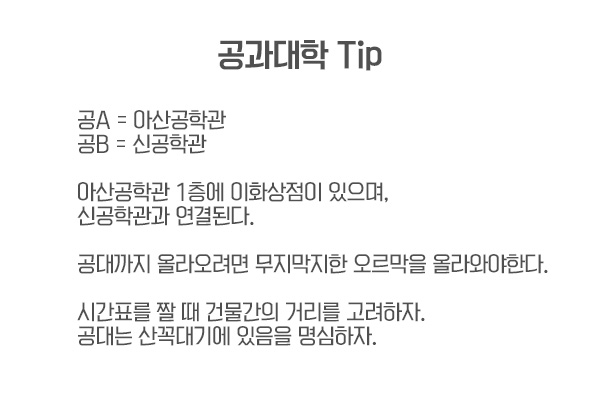 공과대학 Tip
공A = 아산공학관
공B = 신공학관
아산공학관 1층에 이화상점이 있으며,
신공학관과 연결된다.
공대까지 올라오려면 무지막지한 오르막을 올라와야한다.
시간표를 짤 때 건물간의 거리를 고려하자.
공대는 산꼭대기에 있음을 명심하자.